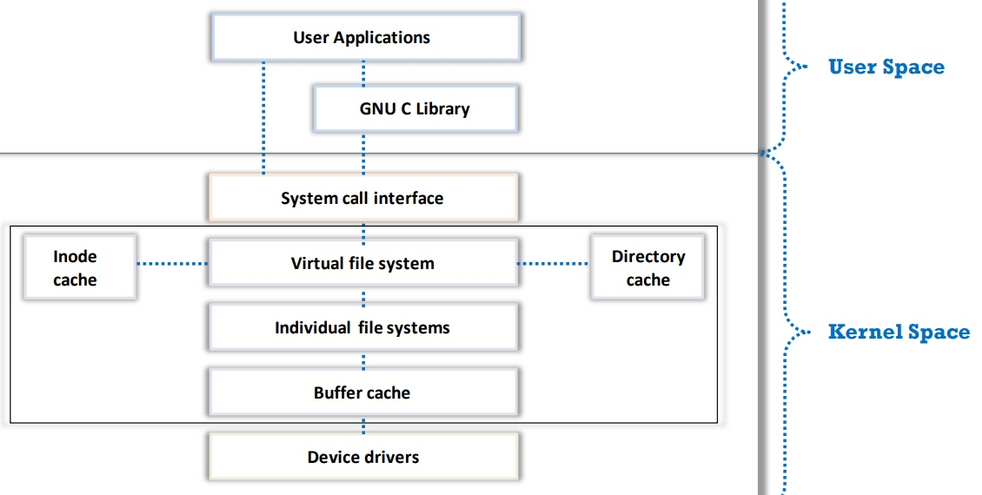 User Applications
User Space
GNU C Library
System call interface
Inode
cache
Virtual file system
Directory
cache
Individual file systems
Kernel Space
Buffer cache
Device drivers